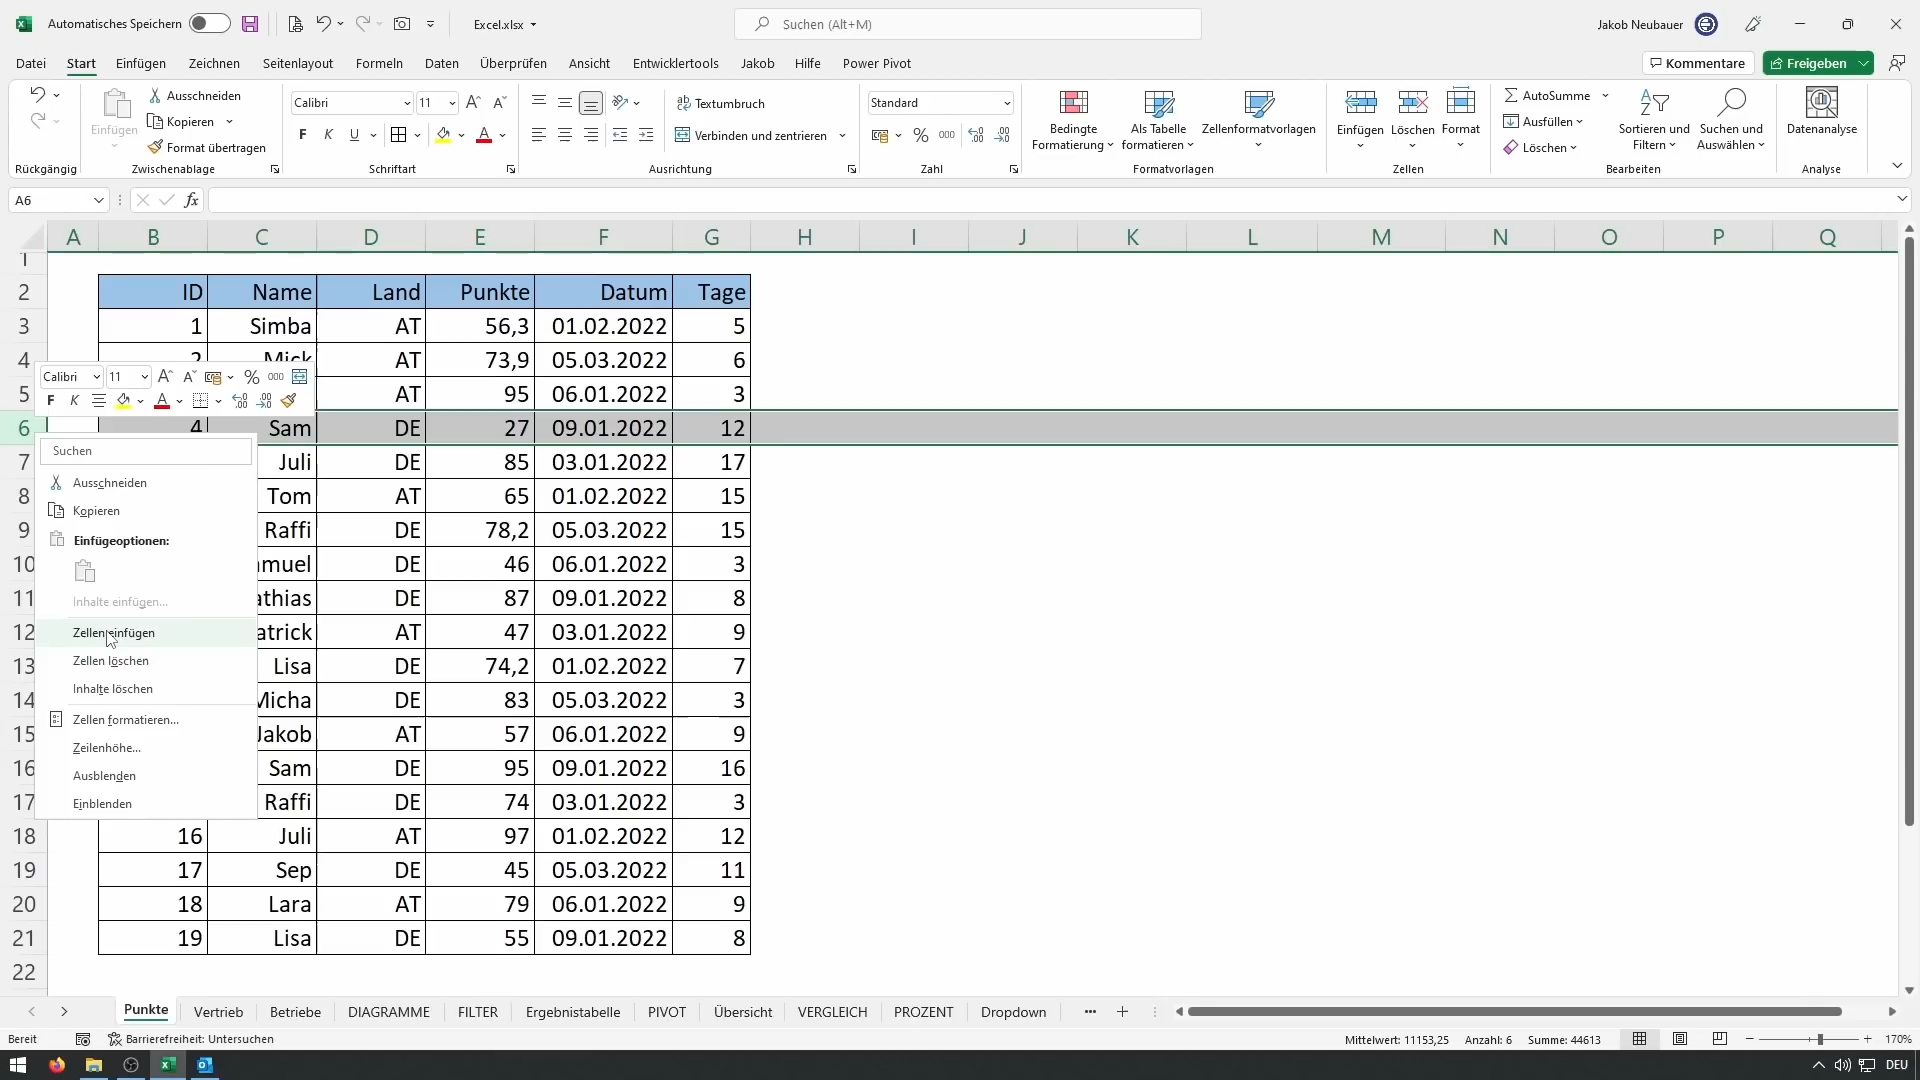 Automatisches Speichern
Excel.xlsx
Suchen (Alt+M)
Jakob Neubauer
Datei Start Einfügen Zeichnen Seitenlayout Formeln Daten Überprüfen Ansicht Entwicklertools Jakob Hilfe Power Pivot
Kommentare
Freigeben
Einfügen
Ausschneiden
Kopieren
Format übertragen
Calibri 11
F K U
Textumbruch
Verbinden und zentrieren
Standard
% 000
Bedingte Formatierung
Als Tabelle formatieren
Zellenformatvorlagen
Einfügen Löschen Format
AutoSumme
Ausfüllen
Löschen
Sortieren und Filtern
Suchen und Auswählen
Datenanalyse
Rückgängig Zwischenablage Schriftart Ausrichtung Zahl Formatvorlagen Zellen Bearbeiten Analyse
A6 fx
A B C D E F G H I J K L M N O P Q
1
2 ID Name Land Punkte Datum Tage
3 1 Simba AT 56,3 01.02.2022 5
4 2 Mick AT 73,9 05.03.2022 6
5 AT 95 06.01.2022 3
6 4 Sam DE 27 09.01.2022 12
7 Juli DE 85 03.01.2022 17
8 Tom AT 65 01.02.2022 15
9 Raffi DE 78,2 05.03.2022 15
10 amuel DE 46 06.01.2022 3
11 athias DE 87 09.01.2022 8
12 atrick AT 47 03.01.2022 9
13 Lisa DE 74,2 01.02.2022 7
14 Micha DE 83 05.03.2022 3
15 Jakob AT 57 06.01.2022 9
16 Sam DE 95 09.01.2022 16
17 Raffi DE 74 03.01.2022 3
18 16 Juli AT 97 01.02.2022 12
19 17 Sep DE 45 05.03.2022 11
20 18 Lara AT 79 06.01.2022 9
21 19 Lisa DE 55 09.01.2022 8
22
Calibri 11 % 000
F K
Suchen
Ausschneiden
Kopieren
Einfügeoptionen:
Inhalte einfügen...
Zellen einfügen
Zellen löschen
Inhalte löschen
Zellen formatieren...
Zeilenhöhe...
Ausblenden
Einblenden
Punkte Vertrieb Betriebe DIAGRAMME FILTER Ergebnistabelle PIVOT Übersicht VERGLEICH PROZENT Dropdown
Bereit
Barrierefreiheit: Untersuchen
Mittelwert: 11153,25 Anzahl: 6 Summe: 44613
170%
DEU